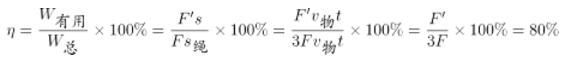 η = W有用/W总 × 100% = F′s/Fs绳 × 100% = F′v物t/3Fv物t × 100% = F′/3F × 100% = 80%